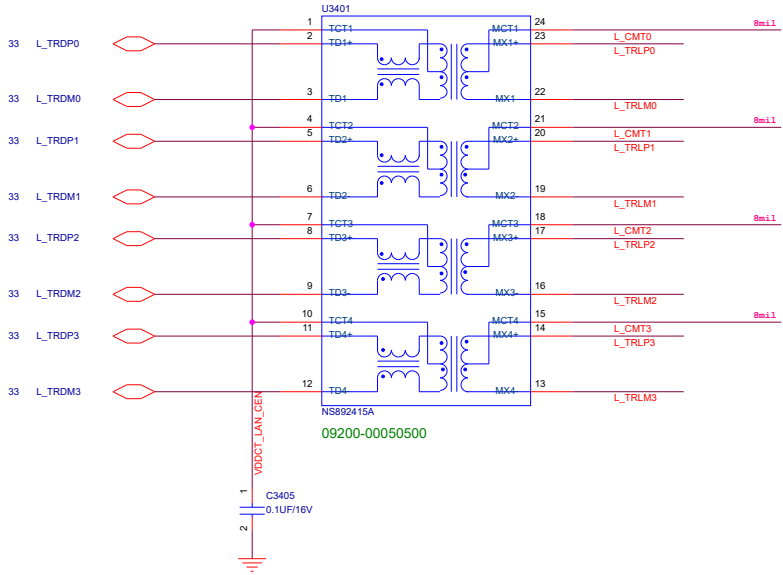 U3401
1 TCT1 MCT1 24 8mil
33 L_TRDP0 2 TD1+ MX1+ 23 L_CMT0
L_TRLP0
33 L_TRDM0 3 TD1 MX1 22 L_TRLM0
4 TCT2 MCT2 21 8mil
33 L_TRDP1 5 TD2+ MX2+ 20 L_CMT1
L_TRLP1
33 L_TRDM1 6 TD2- MX2- 19 L_TRLM1
7 TCT3 MCT3 18 8mil
33 L_TRDP2 8 TD3+ MX3+ 17 L_CMT2
L_TRLP2
33 L_TRDM2 9 TD3- MX3- 16 L_TRLM2
10 TCT4 MCT4 15 8mil
33 L_TRDP3 11 TD4+ MX4+ 14 L_CMT3
L_TRLP3
33 L_TRDM3 12 TD4 MX4- 13 L_TRLM3
NS892415A
09200-00050500
VDDCT_LAN_CEN
1 C3405
0.1UF/16V
2